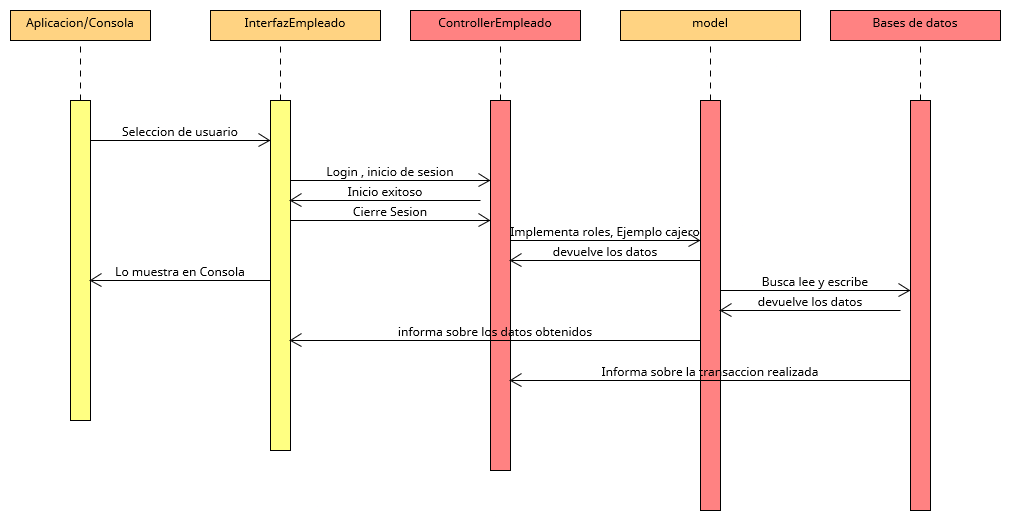 Aplicacion/Consola
InterfazEmpleado
ControllerEmpleado
model
Bases de datos
Seleccion de usuario
Login , inicio de sesion
Inicio exitoso
Cierre Sesion
Implementa roles, Ejemplo cajero
devuelve los datos
Lo muestra en Consola
Busca lee y escribe
devuelve los datos
informa sobre los datos obtenidos
Informa sobre la transaccion realizada